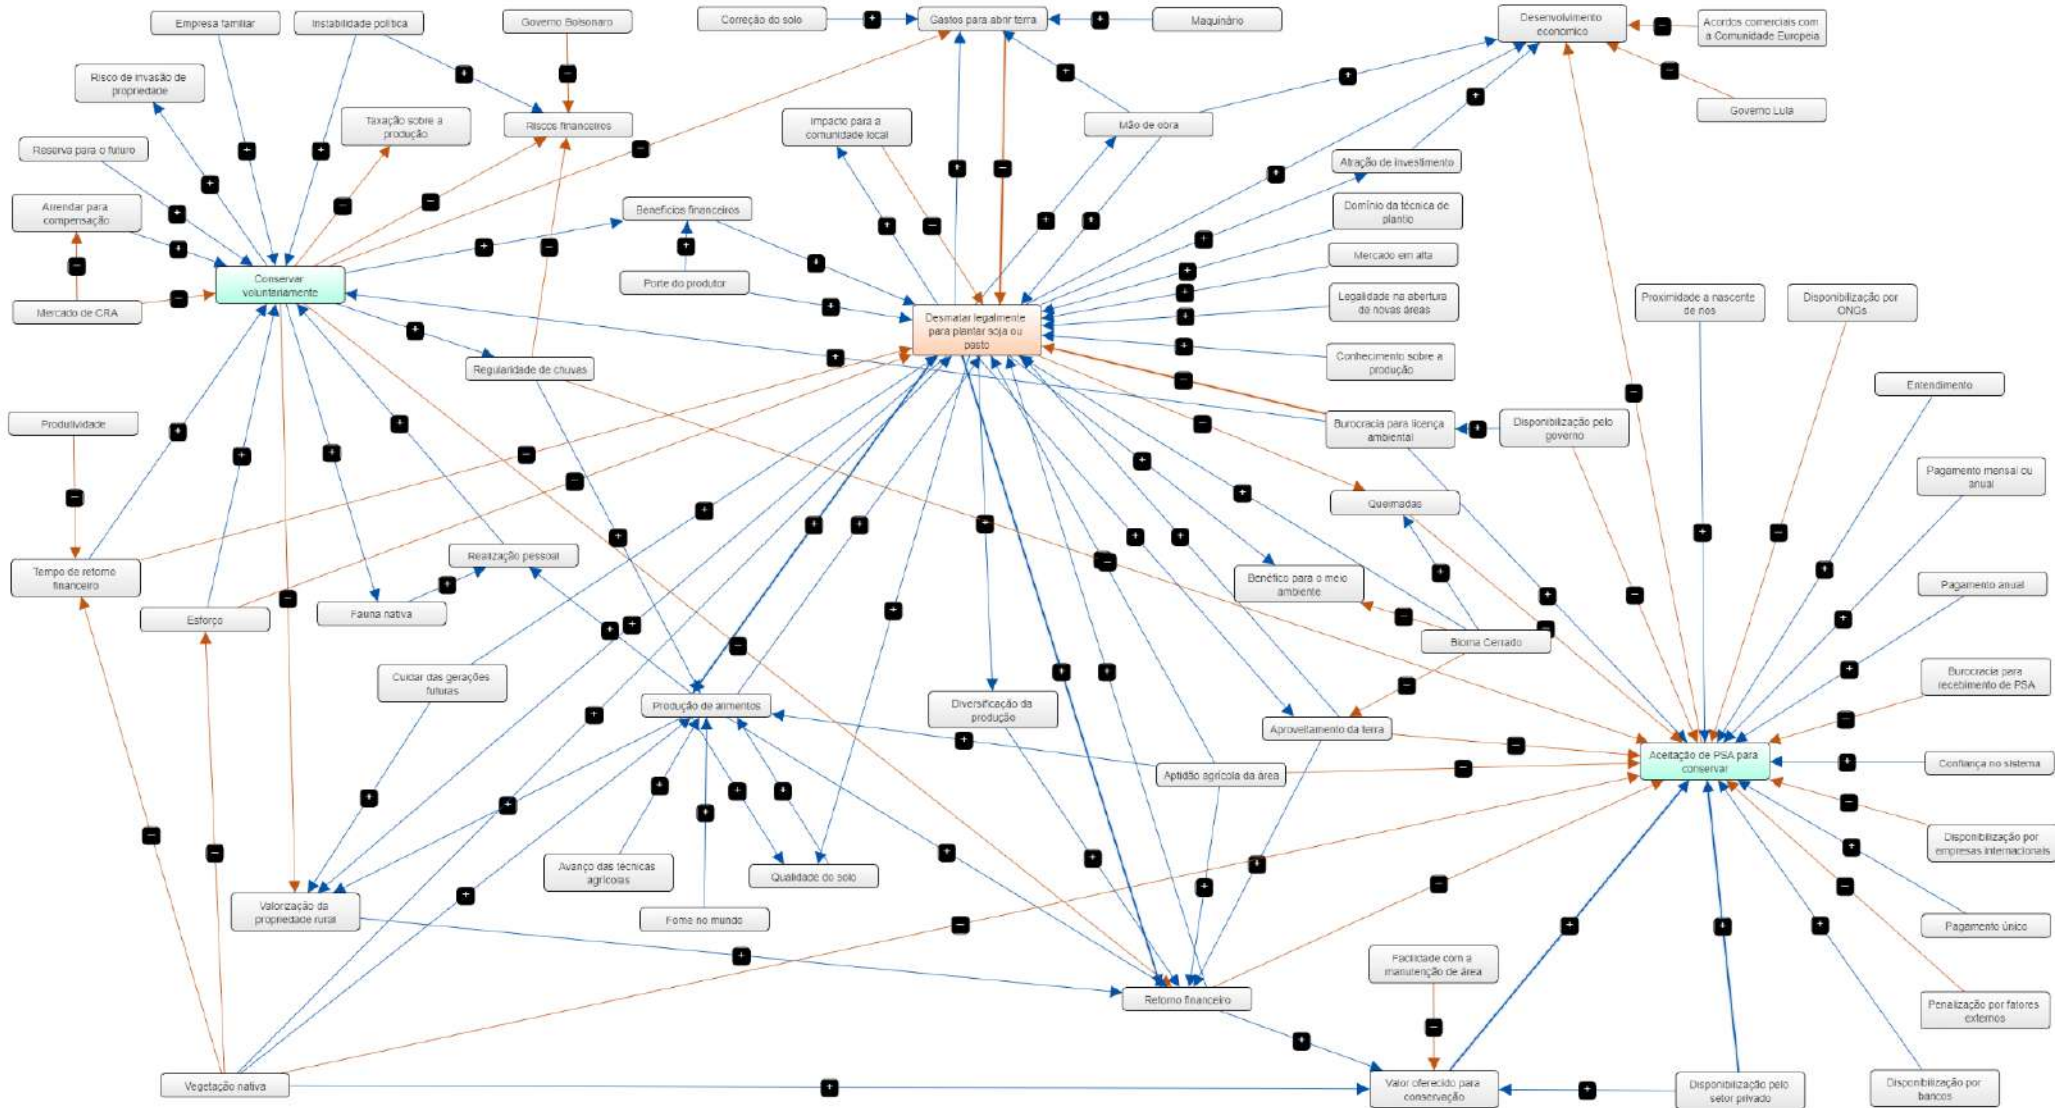 Empresa familiar
Instabilidade política
Governo Bolsonaro
Correção do solo
Gastos para abrir terra
Maquinário
Desenvolvimento
economico
Acordos comerciais com
a Comunidade Europeia
Risco de invasão de
propriedade
Taxação sobre a
produção
Riscos financeiros
Impacto para a
comunidade local
Mão de obra
Governo Lula
Reserva para o futuro
Atração de investimento
Arrendar para
compensação
Benefícios financeiros
Domínio da técnica de
plantio
Mercado em alta
Conservar
voluntariamente
Porte do produtor
Legalidade na abertura
de novas áreas
Proximidade a nascente
de rios
Disponibilização por
ONGs
Mercado de CRA
Desmatar legalmente
para plantar soja ou
pasto
Conhecimento sobre a
produção
Regularidade de chuvas
Entendimento
Produtividade
Burocracia para licença
ambiental
Disponibilização pelo
governo
Pagamento mensal ou
anual
Queimadas
Tempo de retorno
financeiro
Realização pessoal
Benéfico para o meio
ambiente
Pagamento anual
Esforço
Fauna nativa
Bioma Cerrado
Cuidar das gerações
futuras
Burocracia para
recebimento de PSA
Produção de alimentos
Diversificação da
produção
Aproveitamento da terra
Aceitação de PSA para
conservar
Confiança no sistema
Aptidão agrícola da área
Avanço das técnicas
agrícolas
Qualidade do solo
Disponibilização por
empresas internacionais
Valorização da
propriedade rural
Fome no mundo
Pagamento único
Facilidade com a
manutenção de área
Retorno financeiro
Penalização por fatores
externos
Vegetação nativa
Valor oferecido para
conservação
Disponibilização pelo
setor privado
Disponibilização por
bancos